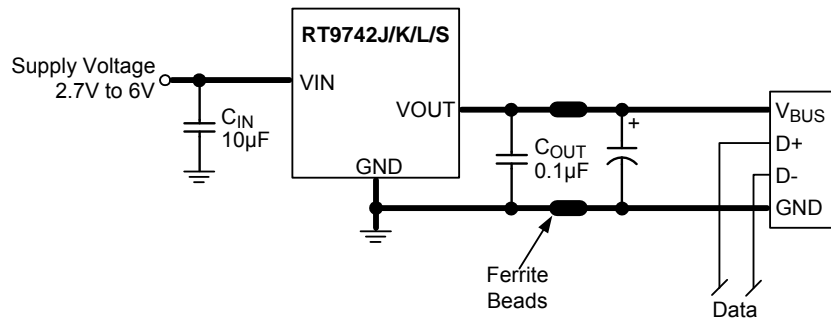 RT9742J/K/L/S
Supply Voltage
2.7V to 6V
VIN
VOUT
GND
CIN
10µF
COUT
0.1µF
+
VBUS
D+
D-
GND
Ferrite
Beads
Data